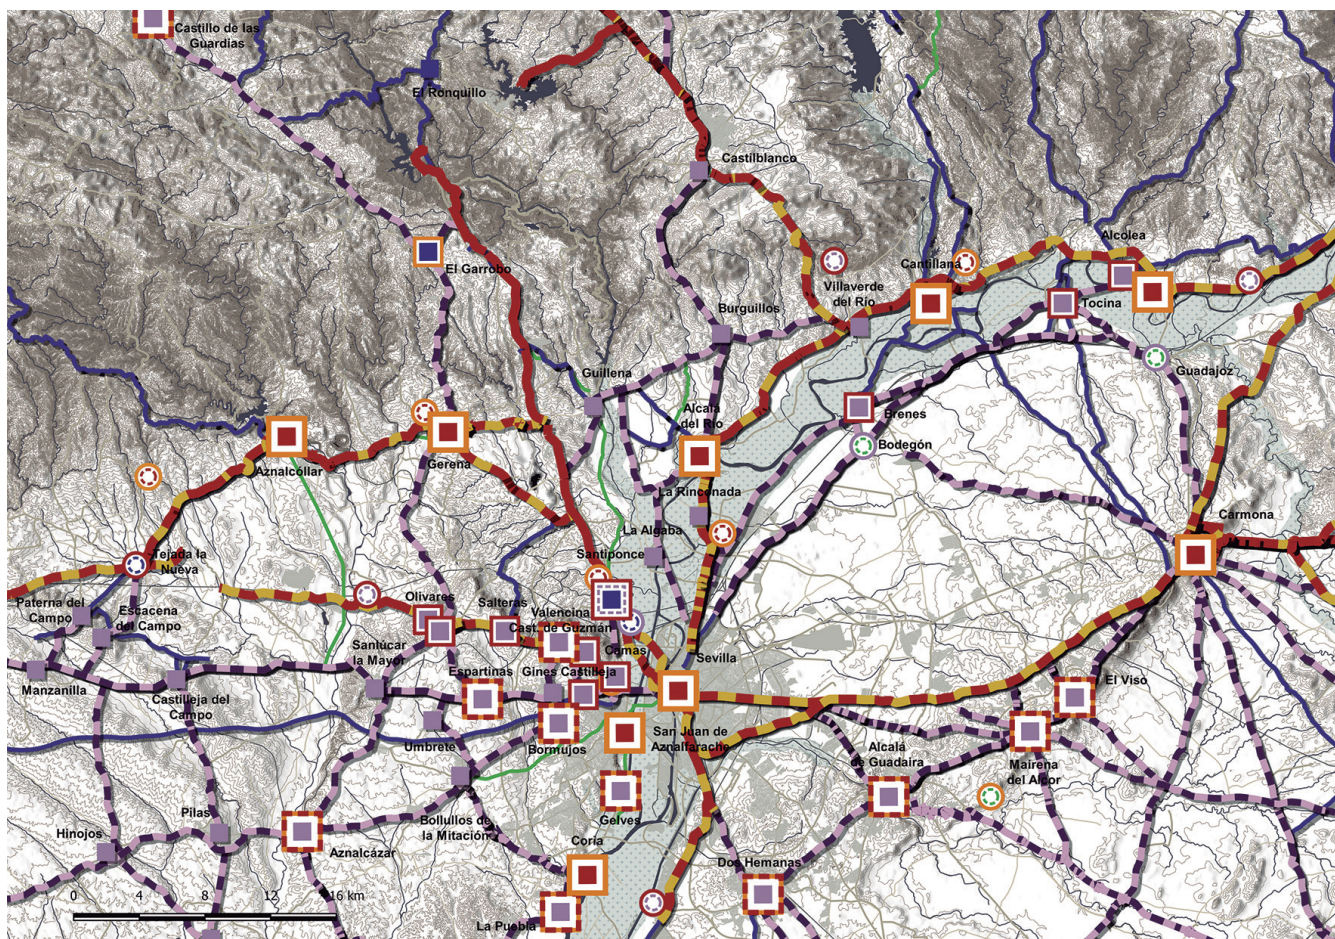 Castillo de las
Guardias
El Ronquillo
Castilblanco
Alcolea
El Garrobo
Cantillana
Villaverde
del Río
Tocina
Burguillos
Guadajoz
Guillena
Alcalá
del Río
Brenes
Bodegón
Aznalcóllar
Gerena
La Rinconada
Carmona
La Algaba
Santiponce
Tejada la
Nueva
Paterna del
Campo
Escacena
del Campo
Olivares
Salteras
Valencina
Cast. de Guzmán
Camas
Sevilla
Sanlúcar
la Mayor
Espartinas
Gines
Castilleja
El Viso
Manzanilla
Castilleja del
Campo
Umbrete
Bormujos
San Juan de
Aznalfarache
Alcalá
de Guadaira
Mairena
del Alcor
Pilas
Hinojos
Aznalcázar
Bollullos de
la Mitación
Gelves
Coria
Dos Hemanas
La Puebla
0 4 8 12 16 km